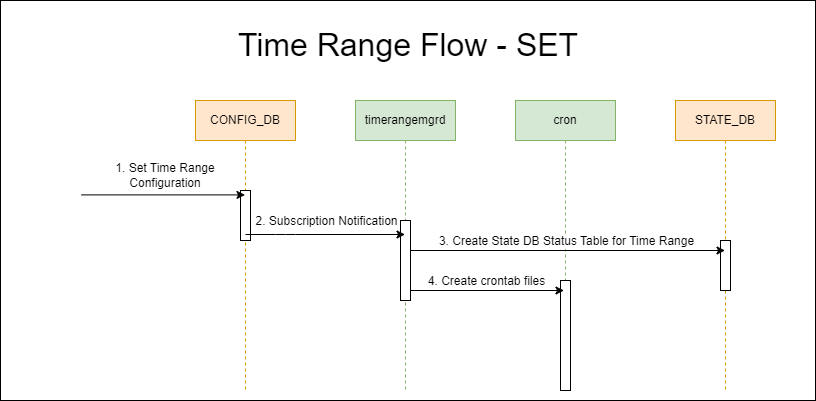 Time Range Flow - SET
CONFIG_DB
timerangemgrd
cron
STATE_DB
1. Set Time Range
Configuration
2. Subscription Notification
3. Create State DB Status Table for Time Range
4. Create crontab files